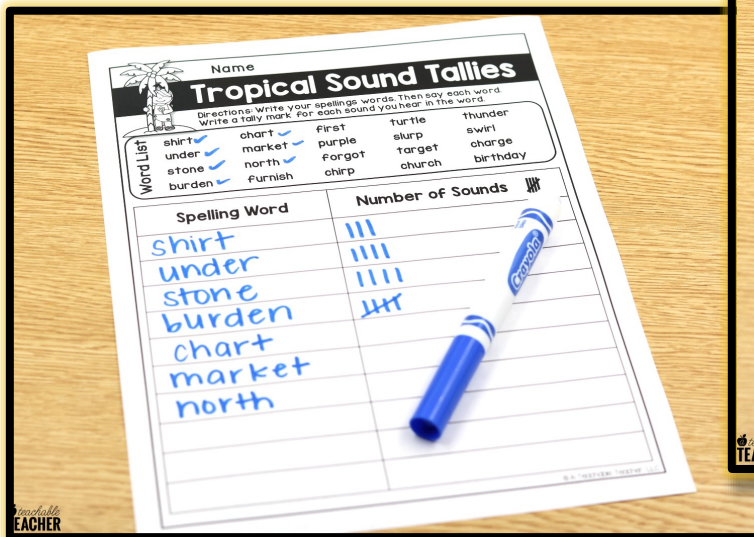 Name
Tropical Sound Tallies
Directions: Write your spellings words. Then say each word.
Write a tally mark for each sound you hear in the word.
Word List
shirt chart first turtle thunder
under market purple slurp swirl
stone north forgot target charge
burden furnish chirp church birthday
Spelling Word Number of Sounds
shirt
under
stone
burden
chart
market
north
Crayola
teachable
EACHER